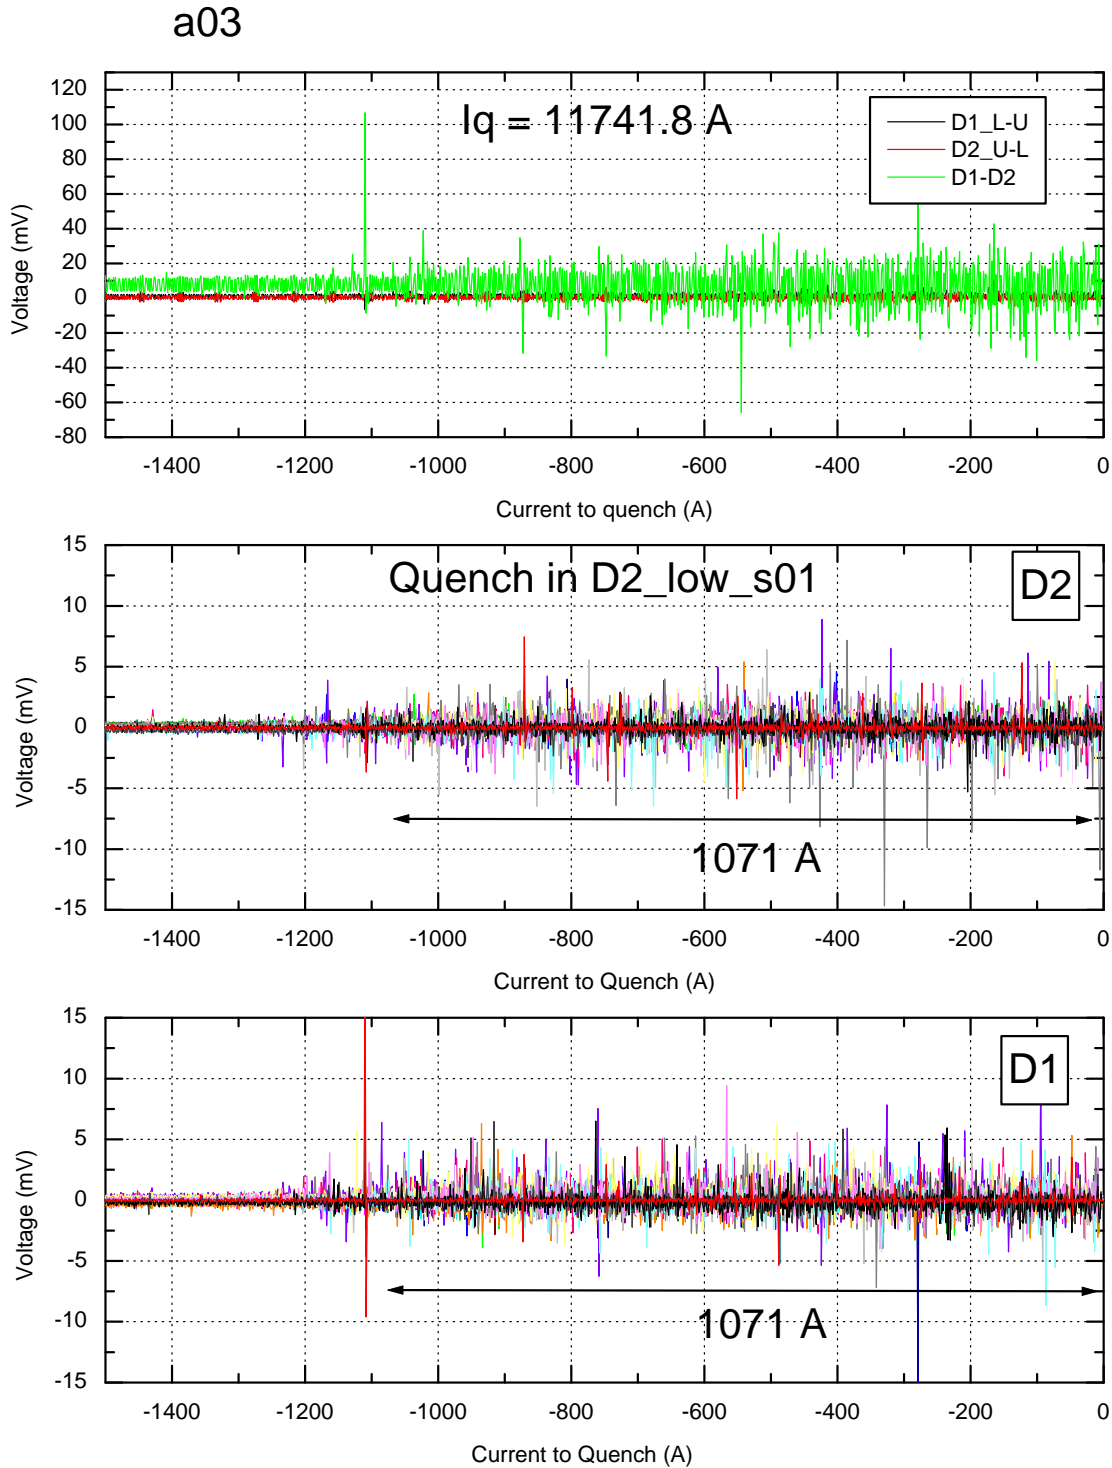 a03
120
100
80
60
40
20
0
-20
-40
-60
-80
Voltage (mV)
Iq = 11741.8 A
D1_L-U
D2_U-L
D1-D2
-1400 -1200 -1000 -800 -600 -400 -200 0
Current to quench (A)
15
10
5
0
-5
-10
-15
Voltage (mV)
Quench in D2_low_s01
D2
1071 A
-1400 -1200 -1000 -800 -600 -400 -200 0
Current to Quench (A)
15
10
5
0
-5
-10
-15
Voltage (mV)
D1
1071 A
-1400 -1200 -1000 -800 -600 -400 -200 0
Current to Quench (A)